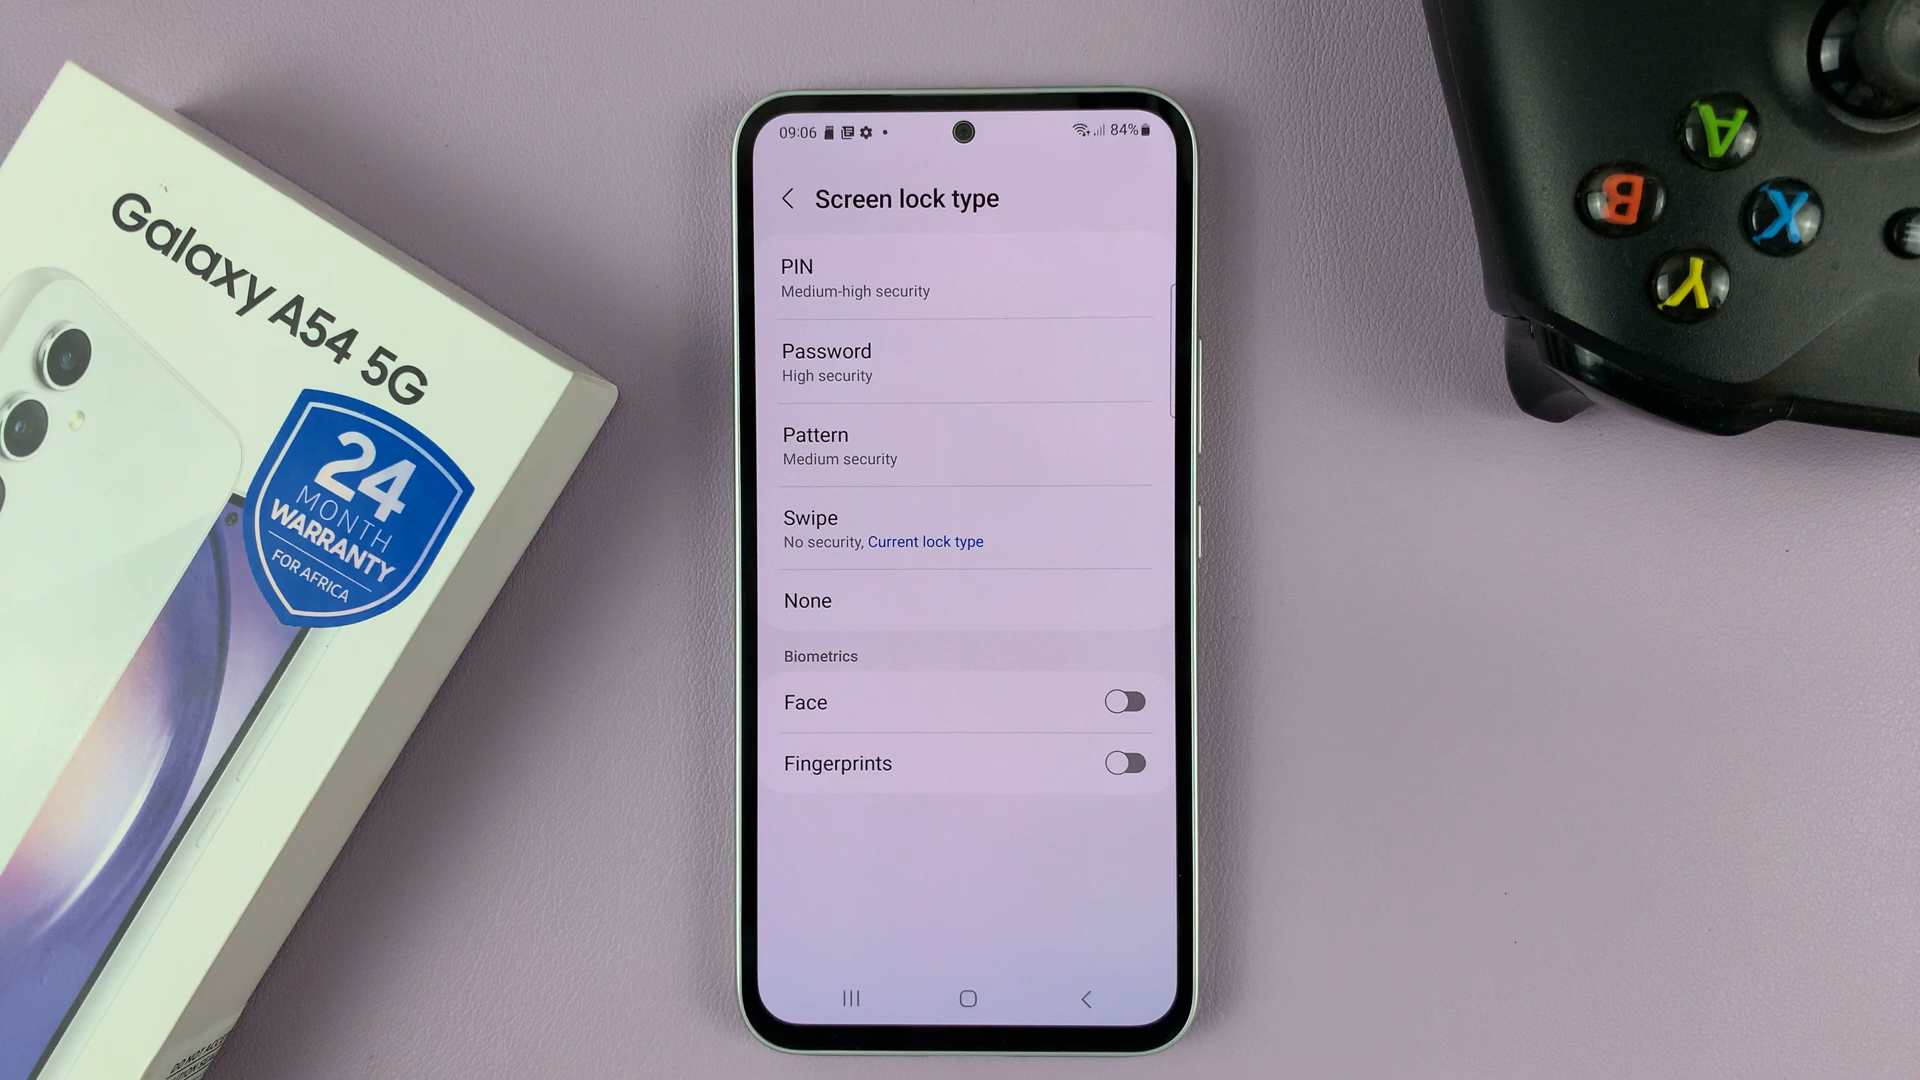 Galaxy A54 5G
24
MONTH
WARRANTY
FOR AFRICA
09:06
84%
Screen lock type
PIN
Medium-high security
Password
High security
Pattern
Medium security
Swipe
No security, Current lock type
None
Biometrics
Face
Fingerprints
A
B
X
Y